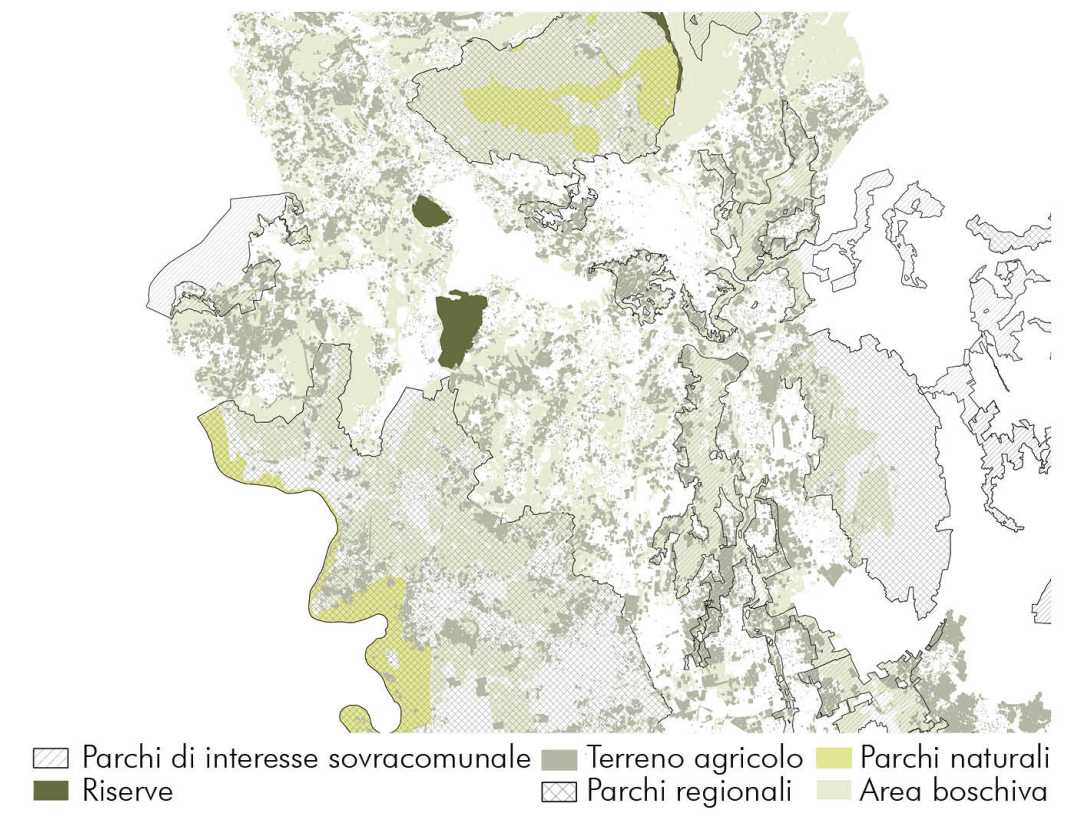 Parchi di interesse sovracomunale Terreno agricolo Parchi naturali
Riserve Parchi regionali Area boschiva